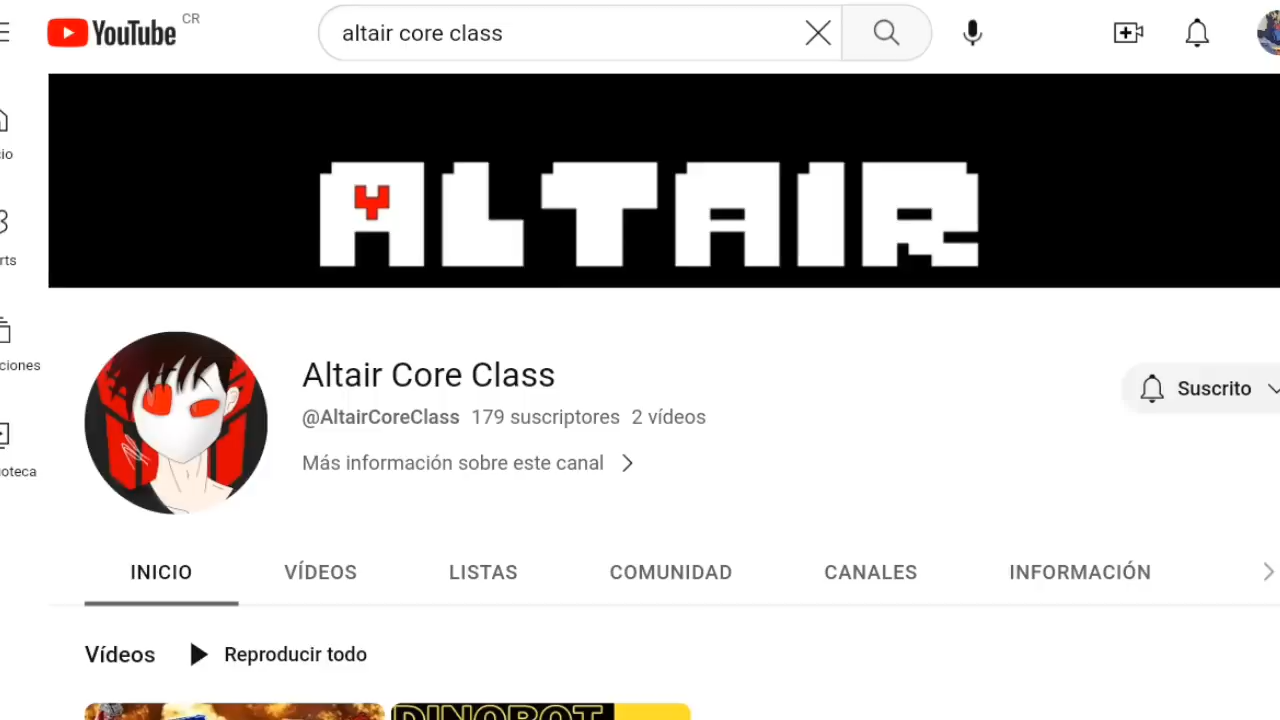 YouTube CR
altair core class
ALTAIR
Altair Core Class
@AltairCoreClass 179 suscriptores 2 vídeos
Más información sobre este canal
Suscrito
INICIO VÍDEOS LISTAS COMUNIDAD CANALES INFORMACIÓN
Vídeos Reproducir todo
DINOBOT